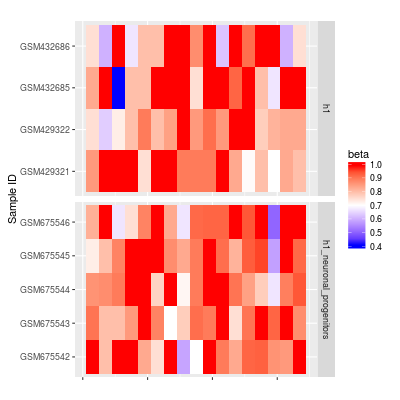 GSM432686
GSM432685
GSM429322
GSM429321
h1
GSM675546
GSM675545
GSM675544
GSM675543
GSM675542
h1_neuronal_progenitors
Sample ID
beta
1.0
0.9
0.8
0.7
0.6
0.5
0.4